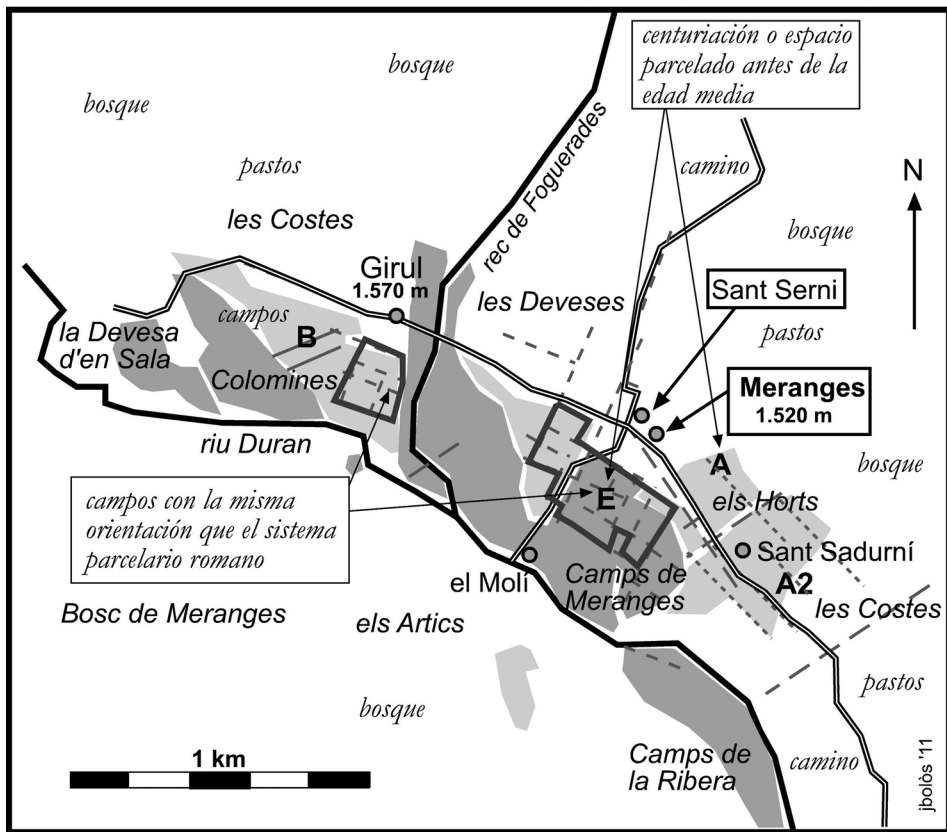 centuriación o espacio
parcelado antes de la
edad media
bosque
bosque
pastos
les Costes
rec de Foguerades
camino
N
bosque
Girul
1.570 m
les Deveses
Sant Serni
pastos
la Devesa
d'en Sala
campos
B
Colomines
Meranges
1.520 m
riu Duran
A
bosque
els Horts
campos con la misma
orientación que el sistema
parcelario romano
E
Sant Sadurní
el Molí
Camps de
Meranges
A2
les Costes
Bosc de Meranges
els Artics
pastos
bosque
1 km
Camps de
la Ribera
camino
jbolòs '11